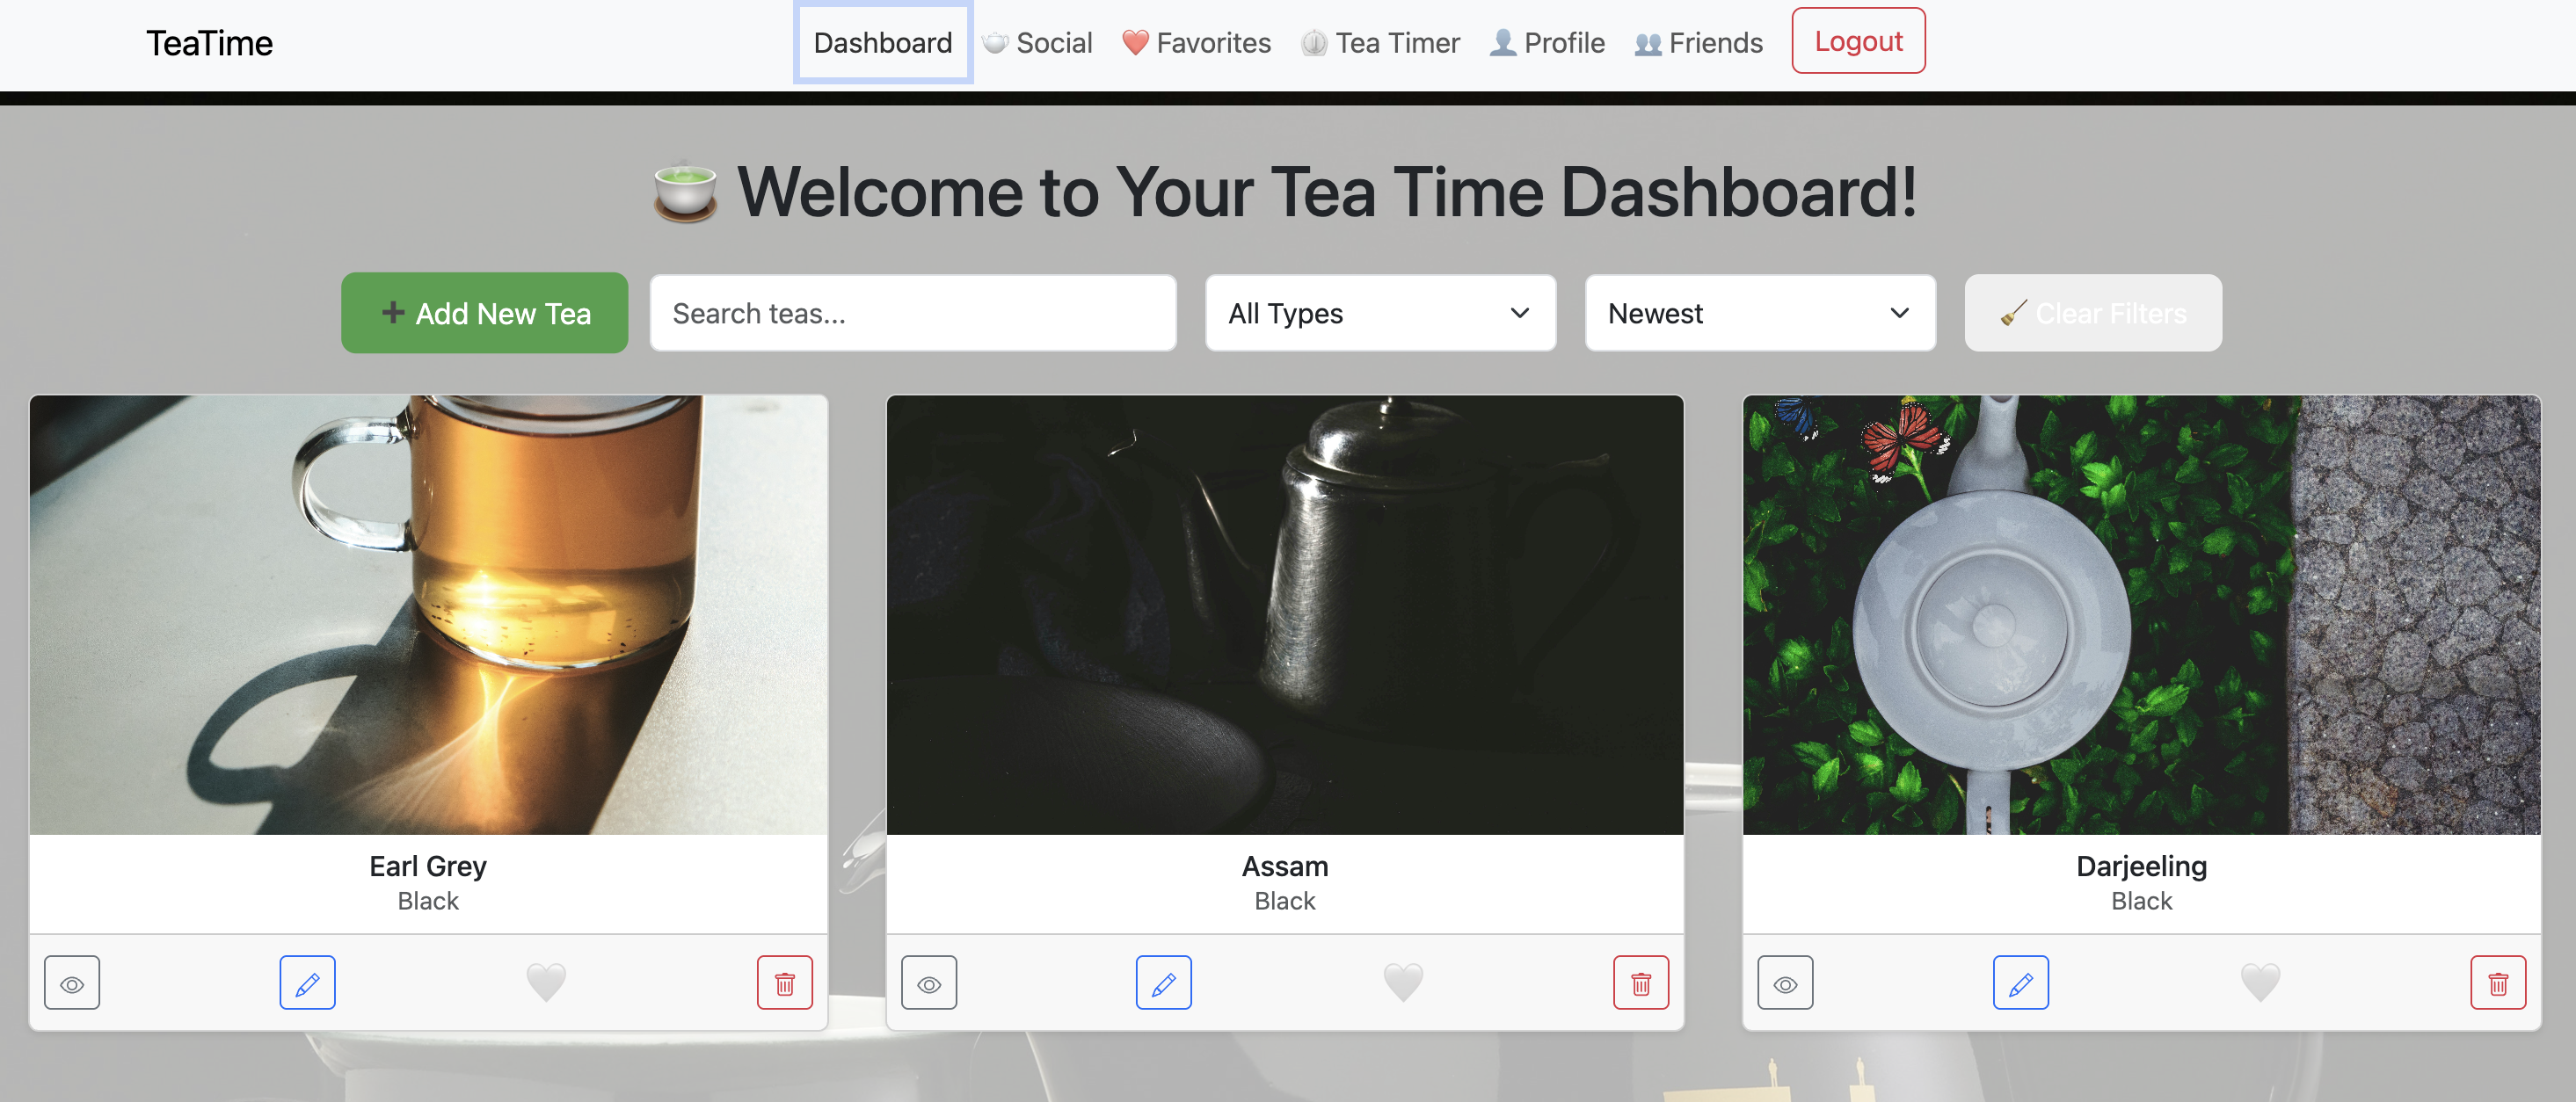 TeaTime
Dashboard
Social
Favorites
Tea Timer
Profile
Friends
Logout
Welcome to Your Tea Time Dashboard!
Add New Tea
Search teas...
All Types
Newest
Clear Filters
Earl Grey
Black
Assam
Black
Darjeeling
Black